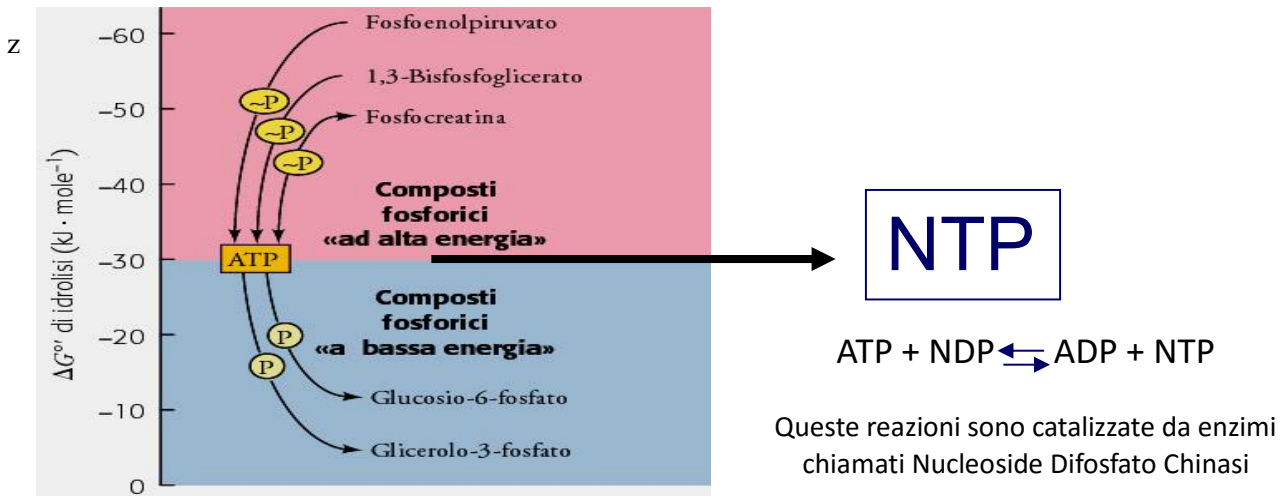 z
ΔG°′ di idrolisi (kJ · mole⁻¹)
−60
−50
−40
−30
−20
−10
0
Fosfoenolpiruvato
1,3-Bisfosfoglicerato
Fosfocreatina
~P
~P
~P
Composti
fosforici
«ad alta energia»
ATP
Composti
fosforici
«a bassa energia»
P
P
Glucosio-6-fosfato
Glicerolo-3-fosfato
NTP
ATP + NDP ⇆ ADP + NTP
Queste reazioni sono catalizzate da enzimi
chiamati Nucleoside Difosfato Chinasi